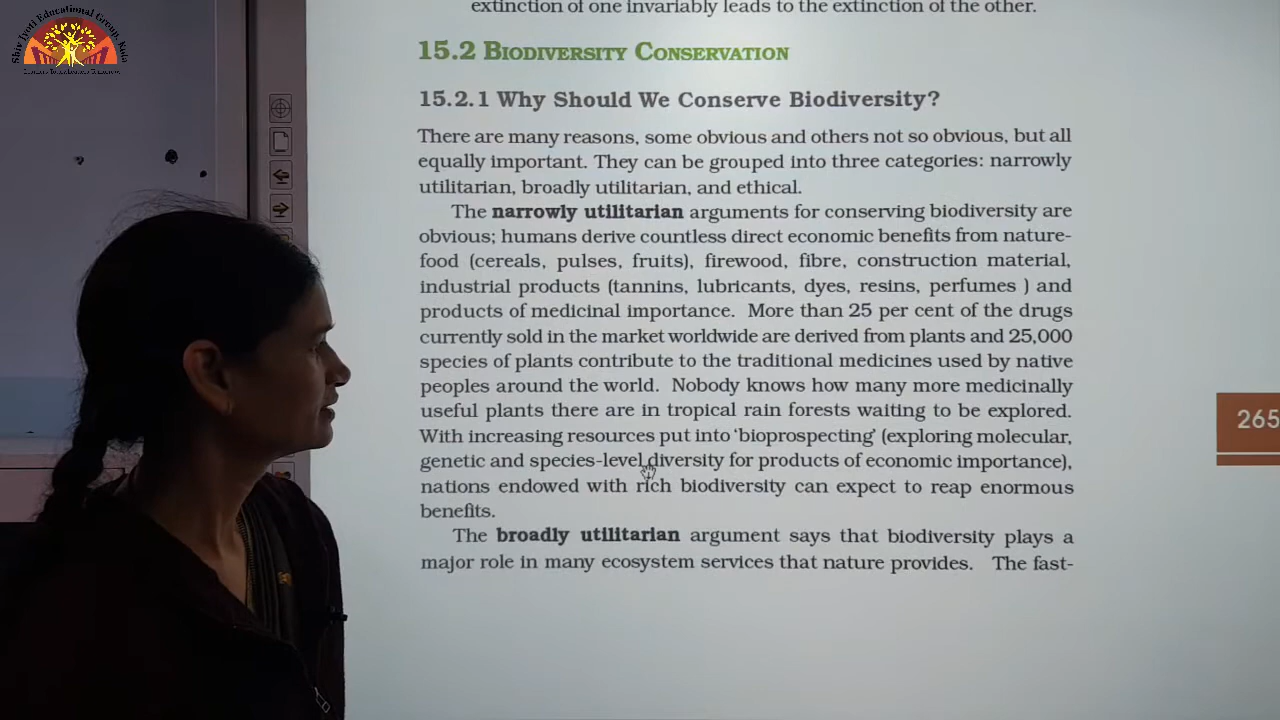 Shiv Jyoti Educational Group, Kota
extinction of one invariably leads to the extinction of the other.
15.2 BIODIVERSITY CONSERVATION
15.2.1 Why Should We Conserve Biodiversity?
There are many reasons, some obvious and others not so obvious, but all
equally important. They can be grouped into three categories: narrowly
utilitarian, broadly utilitarian, and ethical.
The narrowly utilitarian arguments for conserving biodiversity are
obvious; humans derive countless direct economic benefits from nature-
food (cereals, pulses, fruits), firewood, fibre, construction material,
industrial products (tannins, lubricants, dyes, resins, perfumes ) and
products of medicinal importance. More than 25 per cent of the drugs
currently sold in the market worldwide are derived from plants and 25,000
species of plants contribute to the traditional medicines used by native
peoples around the world. Nobody knows how many more medicinally
useful plants there are in tropical rain forests waiting to be explored.
With increasing resources put into ‘bioprospecting’ (exploring molecular,
genetic and species-level diversity for products of economic importance),
nations endowed with rich biodiversity can expect to reap enormous
benefits.
The broadly utilitarian argument says that biodiversity plays a
major role in many ecosystem services that nature provides. The fast-
265